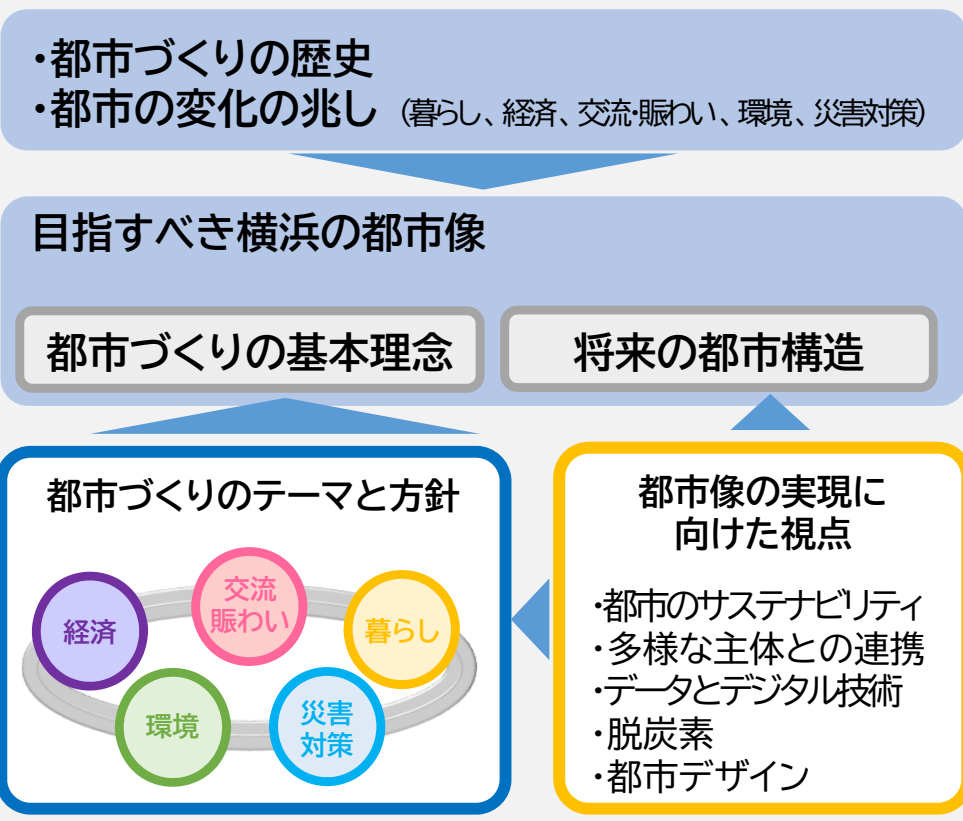 ・都市づくりの歴史
・都市の変化の兆し（暮らし、経済、交流・賑わい、環境、災害対策）
目指すべき横浜の都市像
都市づくりの基本理念
将来の都市構造
都市づくりのテーマと方針
経済
交流
賑わい
暮らし
環境
災害
対策
都市像の実現に
向けた視点
・都市のサステナビリティ
・多様な主体との連携
・データとデジタル技術
・脱炭素
・都市デザイン